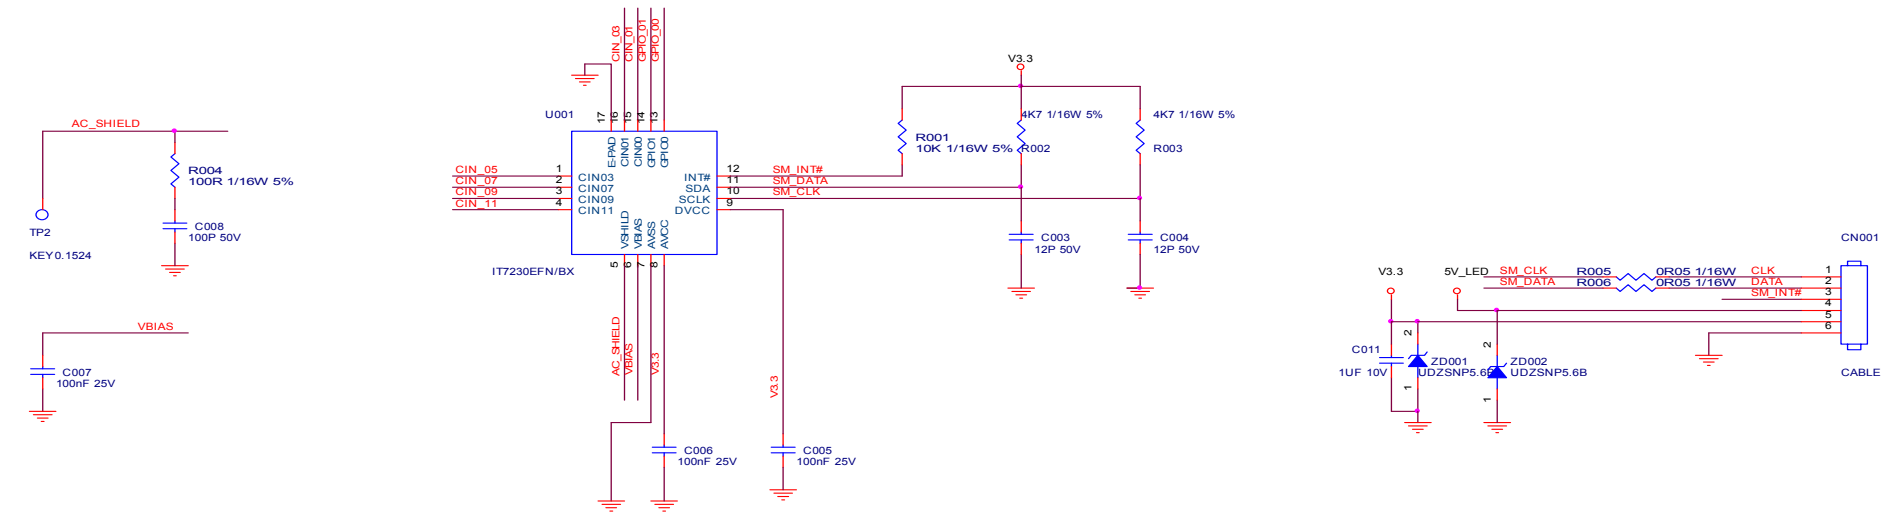 AC_SHIELD
R004
100R 1/16W 5%
C008
100P 50V
TP2
KEY0.1524
VBIAS
C007
100nF 25V
CIN_03
CIN_01
GPIO_01
GPIO_00
U001
17
16
15
14
13
E-PAD
CIN01
CIN00
GPIO1
GPIO0
CIN_05
1
CIN03
CIN_07
2
CIN07
CIN_09
3
CIN09
CIN_11
4
CIN11
INT#
12
SM_INT#
SDA
11
SM_DATA
SCLK
10
SM_CLK
DVCC
9
VSHILD
VBIAS
AVSS
AVCC
5
6
7
8
IT7230EFN/BX
AC_SHIELD
VBIAS
V3.3
V3.3
C006
100nF 25V
C005
100nF 25V
V3.3
R001
10K 1/16W 5%
4K7 1/16W 5%
R002
4K7 1/16W 5%
R003
C003
12P 50V
C004
12P 50V
CN001
V3.3
5V_LED
SM_CLK
R005
0R05 1/16W
CLK
1
SM_DATA
R006
0R05 1/16W
DATA
2
SM_INT#
3
4
5
6
C011
1UF 10V
2
ZD001
UDZSNP5.6B
1
2
ZD002
UDZSNP5.6B
1
CABLE